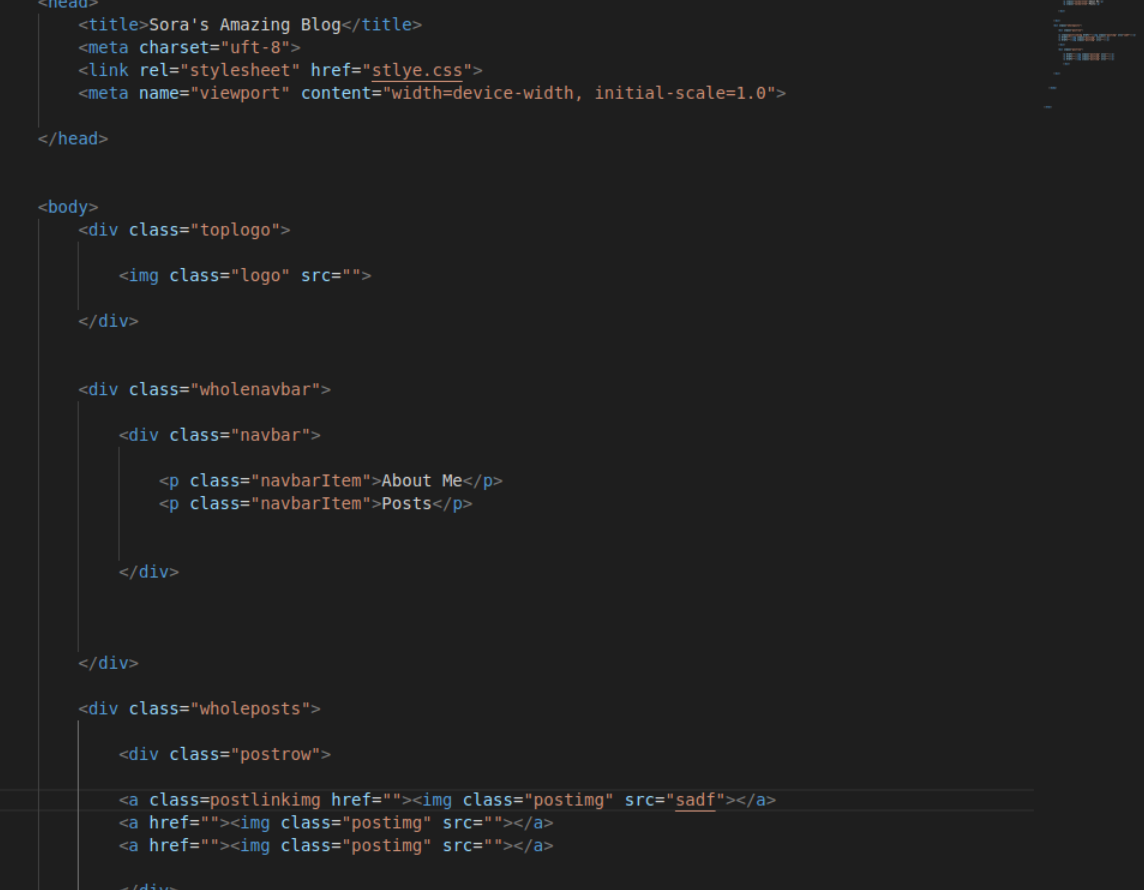 <head>
<title>Sora's Amazing Blog</title>
<meta charset="uft-8">
<link rel="stylesheet" href="stlye.css">
<meta name="viewport" content="width=device-width, initial-scale=1.0">
</head>
<body>
<div class="toplogo">
<img class="logo" src="">
</div>
<div class="wholenavbar">
<div class="navbar">
<p class="navbarItem">About Me</p>
<p class="navbarItem">Posts</p>
</div>
</div>
<div class="wholeposts">
<div class="postrow">
<a class=postlinkimg href=""><img class="postimg" src="sadf"></a>
<a href=""><img class="postimg" src=""></a>
<a href=""><img class="postimg" src=""></a>
</div>